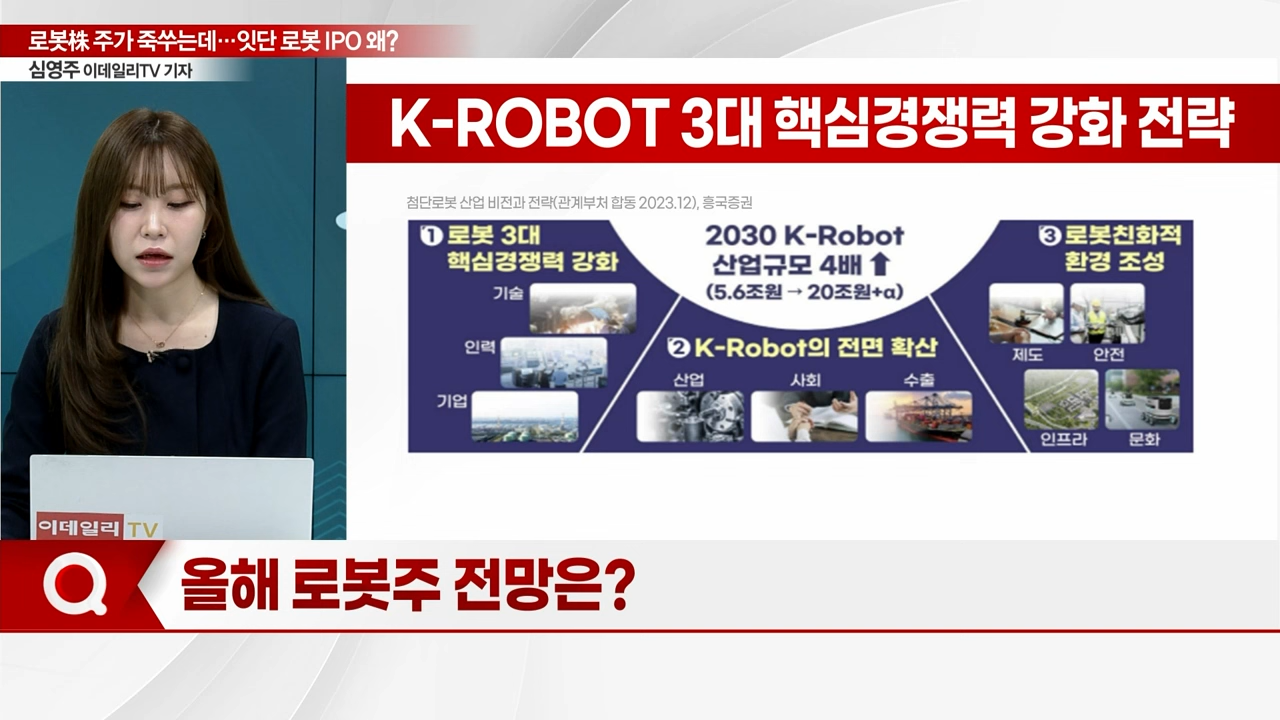 로봇株 주가 죽쑤는데…잇단 로봇 IPO 왜?
심영주 이데일리TV 기자
K-ROBOT 3대 핵심경쟁력 강화 전략
첨단로봇 산업 비전과 전략(관계부처 합동 2023.12), 흥국증권
1 로봇 3대
핵심경쟁력 강화
기술
인력
기업
2030 K-Robot
산업규모 4배 ⬆
(5.6조원 → 20조원+α)
2 K-Robot의 전면 확산
산업 사회 수출
3 로봇친화적
환경 조성
제도 안전
인프라 문화
이데일리 TV
Q 올해 로봇주 전망은?